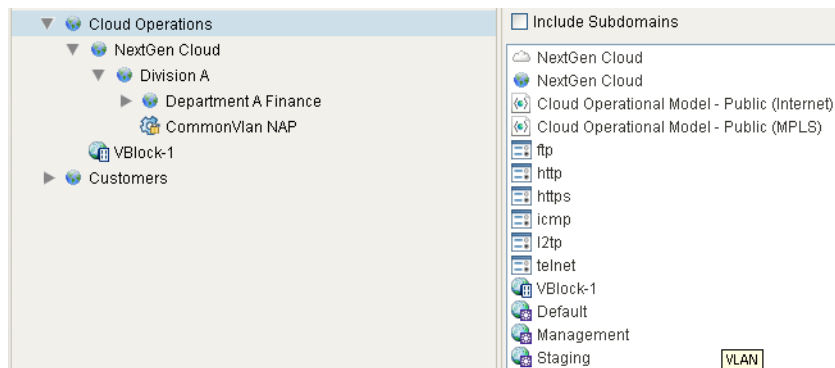 Cloud Operations
NextGen Cloud
Division A
Department A Finance
CommonVlan NAP
VBlock-1
Customers
Include Subdomains
NextGen Cloud
NextGen Cloud
Cloud Operational Model - Public (Internet)
Cloud Operational Model - Public (MPLS)
ftp
http
https
icmp
l2tp
telnet
VBlock-1
Default
Management
Staging
VLAN